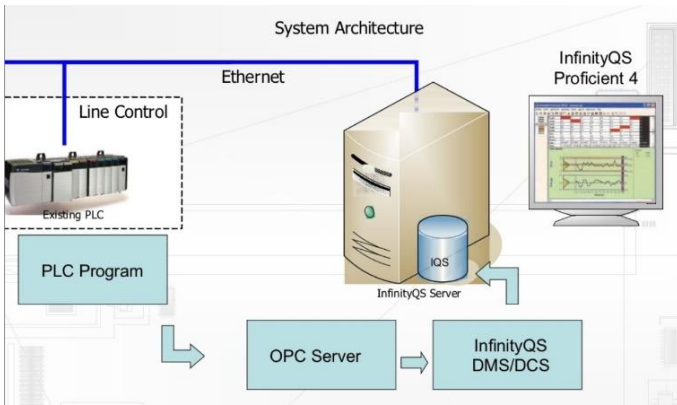 System Architecture
InfinityQS
Proficient 4
Ethernet
Line Control
Existing PLC
PLC Program
IQS
InfinityQS Server
OPC Server
InfinityQS
DMS/DCS